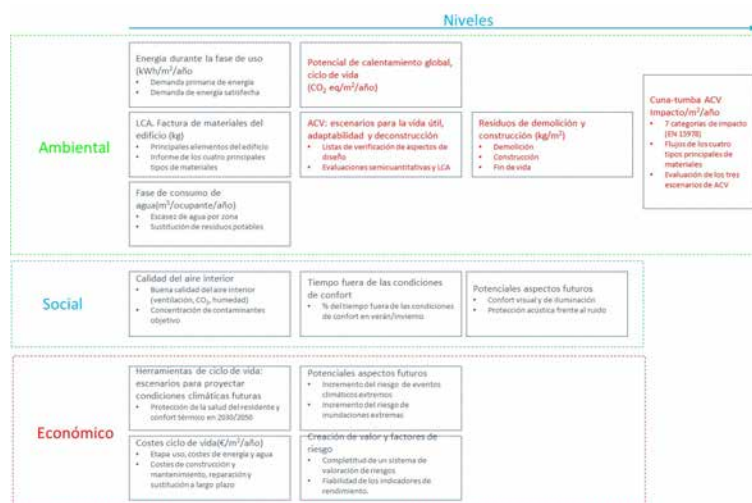 Niveles
Ambiental
Energía durante la fase de uso
(kWh/m²/año
• Demanda primaria de energía
• Demanda de energía satisfecha
Potencial de calentamiento global,
ciclo de vida
(CO₂ eq/m²/año)
LCA. Factura de materiales del
edificio (kg)
• Principales elementos del edificio
• Informe de los cuatro principales
tipos de materiales
ACV: escenarios para la vida útil,
adaptabilidad y deconstrucción
• Listas de verificación de aspectos de
diseño
• Evaluaciones semicuantitativas y LCA
Residuos de demolición y
construcción (kg/m²)
• Demolición
• Construcción
• Fin de vida
Cuna-tumba ACV
Impacto/m²/año
• 7 categorías de impacto
(EN 15978)
• Flujos de los cuatro
tipos principales de
materiales
• Evaluación de los tres
escenarios de ACV
Fase de consumo de
agua(m³/ocupante/año)
• Escasez de agua por zona
• Sustitución de residuos potables
Social
Calidad del aire interior
• Buena calidad del aire interior
(ventilación, CO₂, humedad)
• Concentración de contaminantes
objetivo
Tiempo fuera de las condiciones
de confort
• % del tiempo fuera de las condiciones
de confort en verán/invierno
Potenciales aspectos futuros
• Confort visual y de iluminación
• Protección acústica frente al ruido
Económico
Herramientas de ciclo de vida:
escenarios para proyectar
condiciones climáticas futuras
• Protección de la salud del residente y
confort térmico en 2030/2050
Potenciales aspectos futuros
• Incremento del riesgo de eventos
climáticos extremos
• Incremento del riesgo de
inundaciones extremas
Costes ciclo de vida(€/m²/año)
• Etapa uso, costes de energía y agua
• Costes de construcción y
mantenimiento, reparación y
sustitución a largo plazo
Creación de valor y factores de
riesgo
• Completitud de un sistema de
valoración de riesgos
• Fiabilidad de los indicadores de
rendimiento.